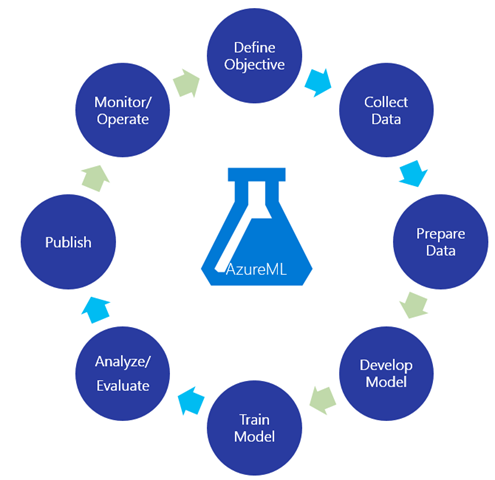 Define
Objective
Collect
Data
Prepare
Data
Develop
Model
Train
Model
Analyze/
Evaluate
Publish
Monitor/
Operate
AzureML